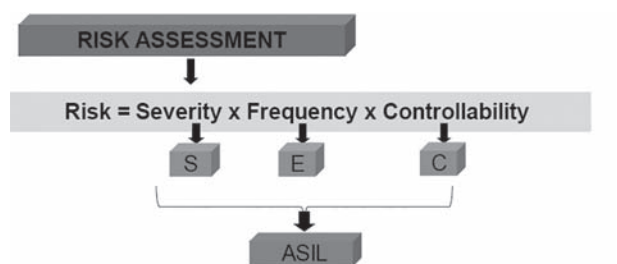 RISK ASSESSMENT
Risk = Severity x Frequency x Controllability
S E C
ASIL